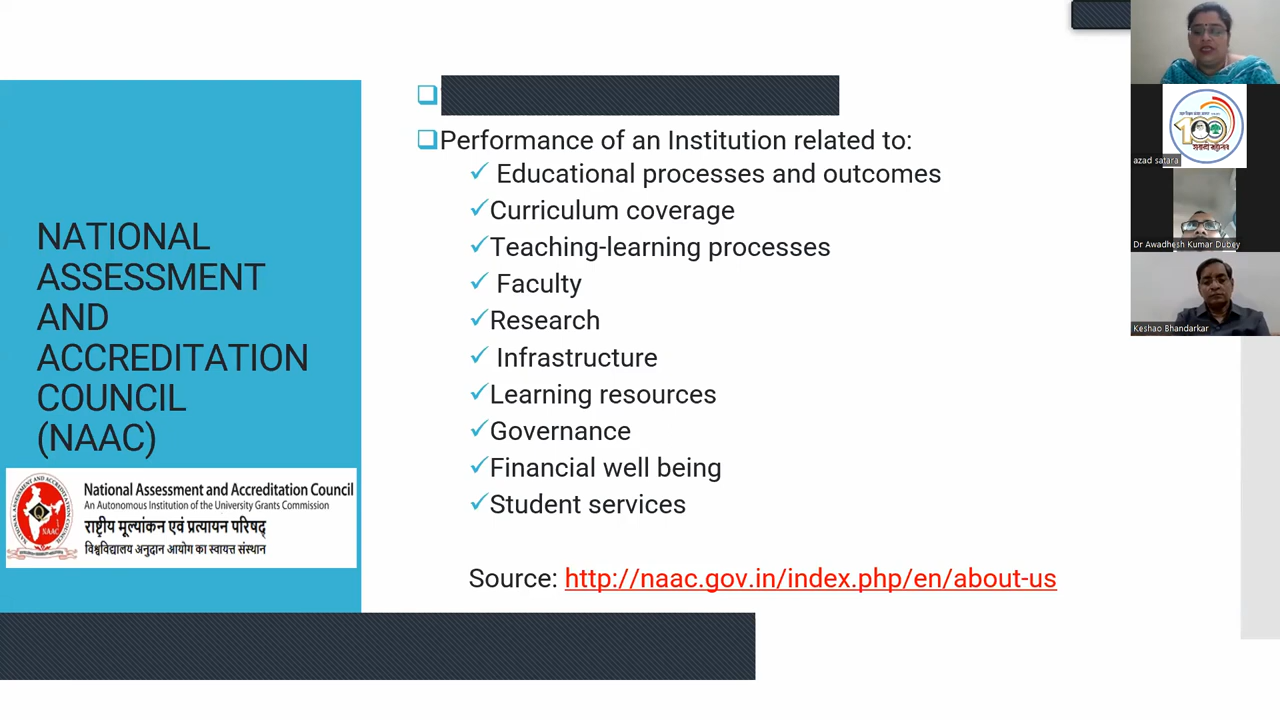 NATIONAL
ASSESSMENT
AND
ACCREDITATION
COUNCIL
(NAAC)
National Assessment and Accreditation Council
An Autonomous Institution of the University Grants Commission
राष्ट्रीय मूल्यांकन एवं प्रत्यायन परिषद्
विश्वविद्यालय अनुदान आयोग का स्वायत्त संस्थान
NAAC
Performance of an Institution related to:
Educational processes and outcomes
Curriculum coverage
Teaching-learning processes
Faculty
Research
Infrastructure
Learning resources
Governance
Financial well being
Student services
Source: http://naac.gov.in/index.php/en/about-us
100
azad satara
Dr Awadhesh Kumar Dubey
Keshao Bhandarkar